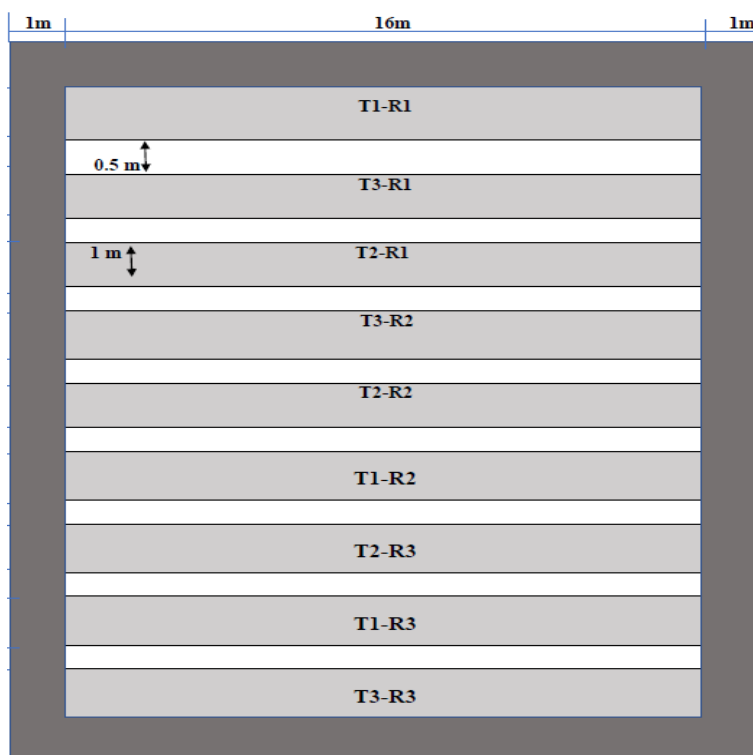 1m 16m 1m
T1-R1
0.5 m
T3-R1
1 m T2-R1
T3-R2
T2-R2
T1-R2
T2-R3
T1-R3
T3-R3